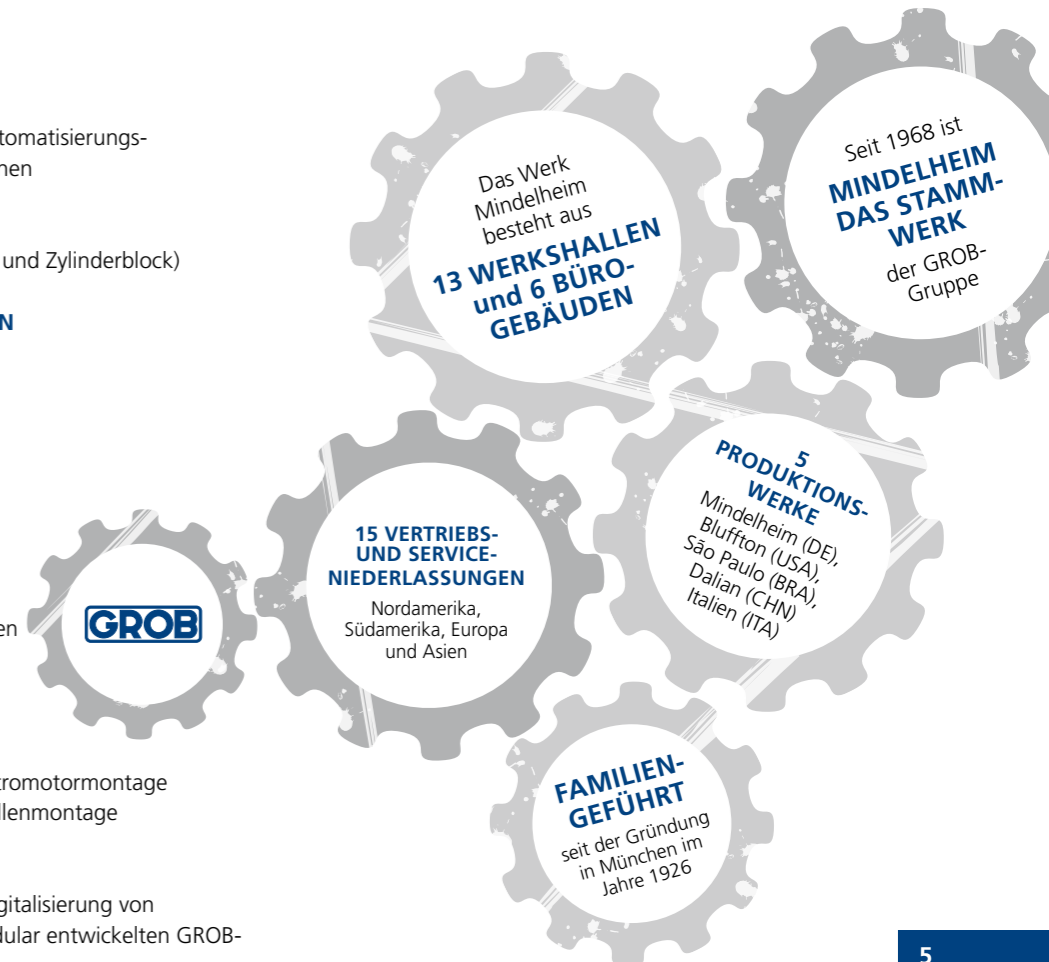 tomatisierungs-
nen
und Zylinderblock)
N
en
tromotormontage
llenmontage
gitalisierung von
dular entwickelten GROB-
Das Werk
Mindelheim
besteht aus
13 WERKSHALLEN
und 6 BÜRO-
GEBÄUDEN
Seit 1968 ist
MINDELHEIM
DAS STAMM-
WERK
der GROB-
Gruppe
5
PRODUKTIONS-
WERKE
Mindelheim (DE),
Bluffton (USA),
São Paulo (BRA),
Dalian (CHN)
Italien (ITA)
15 VERTRIEBS-
UND SERVICE-
NIEDERLASSUNGEN
Nordamerika,
Südamerika, Europa
und Asien
GROB
FAMILIEN-
GEFÜHRT
seit der Gründung
in München im
Jahre 1926
5